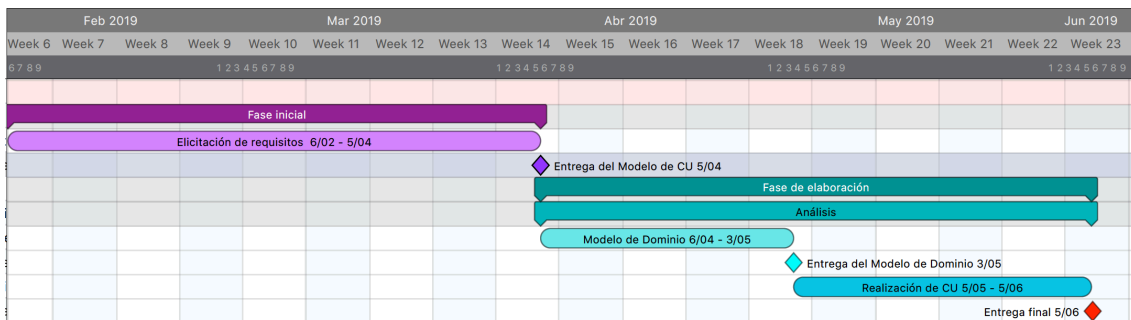 Feb 2019 Mar 2019 Abr 2019 May 2019 Jun 2019
Week 6 Week 7 Week 8 Week 9 Week 10 Week 11 Week 12 Week 13 Week 14 Week 15 Week 16 Week 17 Week 18 Week 19 Week 20 Week 21 Week 22 Week 23
6 7 8 9 1 2 3 4 5 6 7 8 9 1 2 3 4 5 6 7 8 9 1 2 3 4 5 6 7 8 9 1 2 3 4 5 6 7 8 9
Fase inicial
Elicitación de requisitos 6/02 - 5/04
Entrega del Modelo de CU 5/04
Fase de elaboración
Análisis
Modelo de Dominio 6/04 - 3/05
Entrega del Modelo de Dominio 3/05
Realización de CU 5/05 - 5/06
Entrega final 5/06